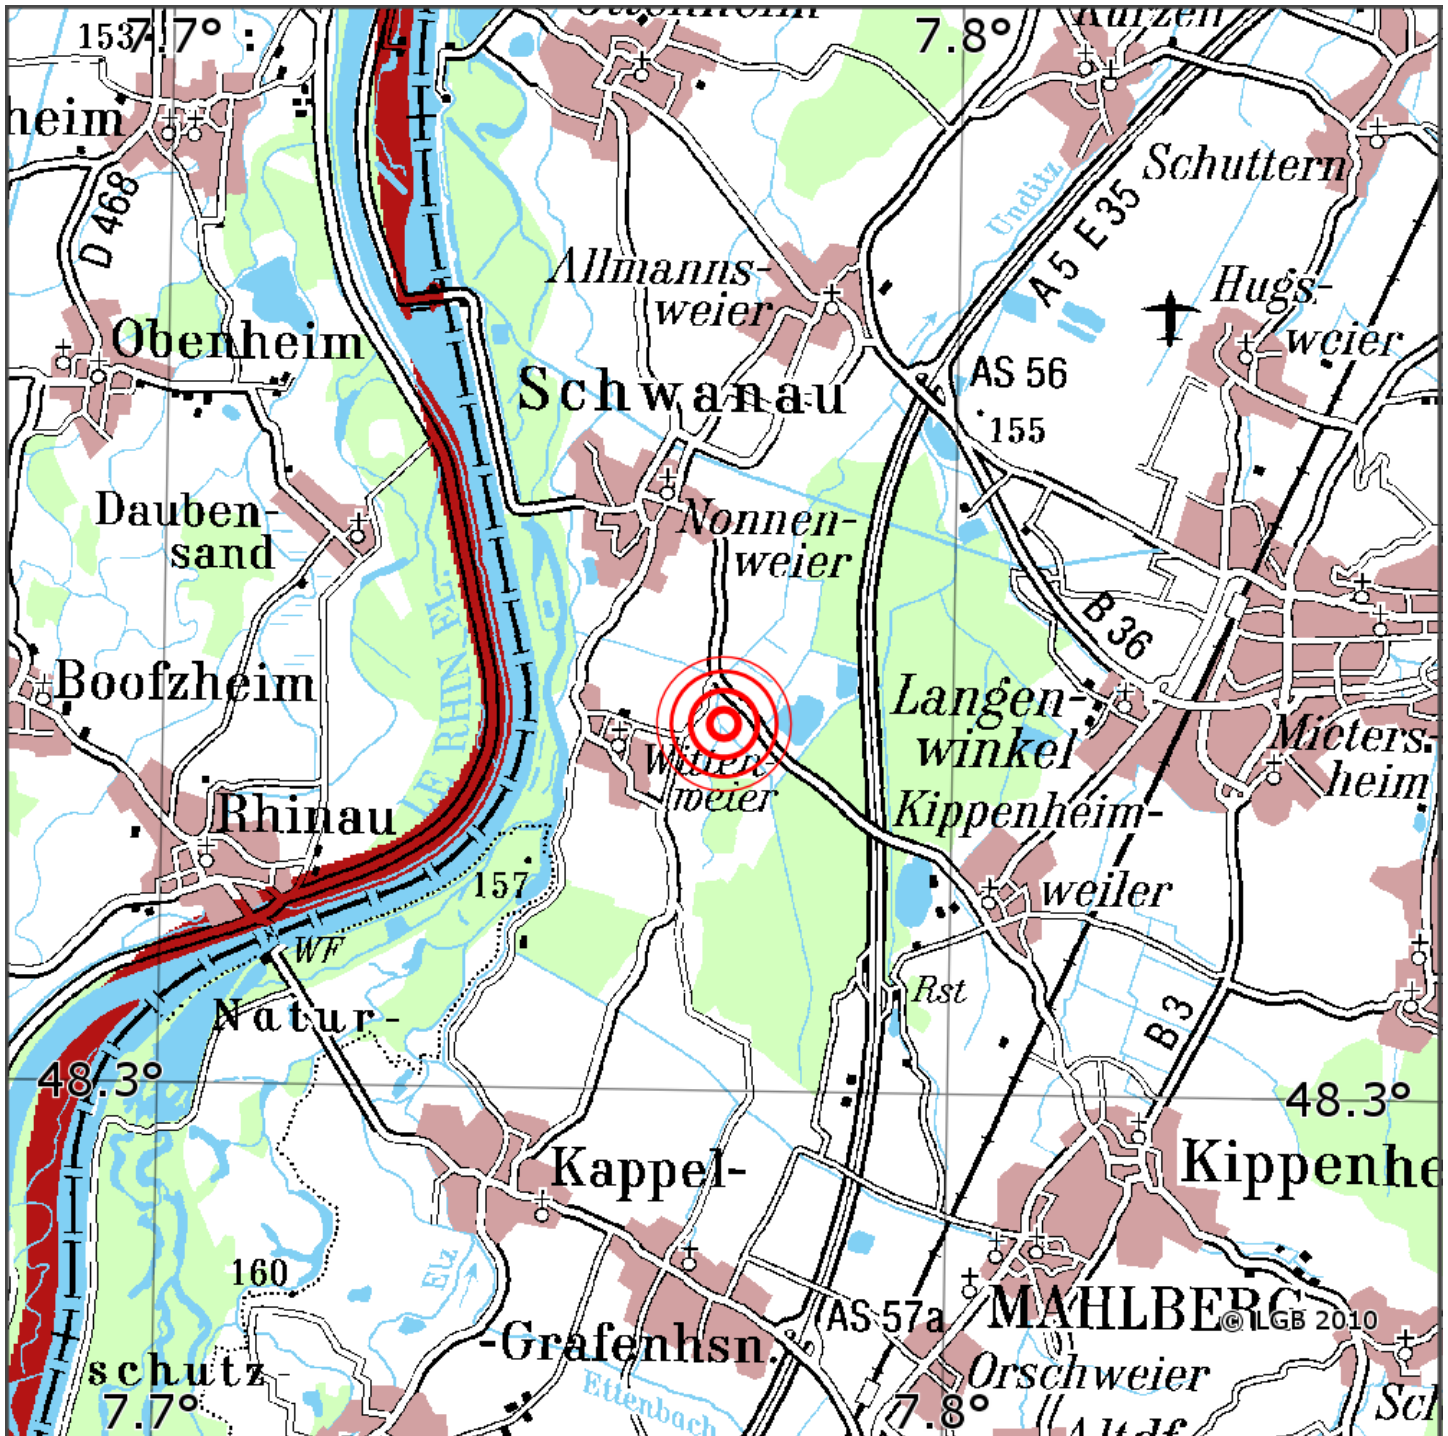 153
7.7°
7.8°
heim
D 468
Schuttern
Unditz
A 5 E 35
Allmanns-
weier
Hugs-
weier
Obenheim
AS 56
Schwanau
155
Dauben-
sand
Nonnen-
weier
B 36
LE RHIN FL.
Boofzheim
Langen-
winkel
Mieters-
heim
Witten-
weier
Rhinau
Kippenheim-
weiler
157
WF
Rst
Natur-
B 3
48.3°
48.3°
Kappel-
Kippenhe
Elz
160
AS 57a
MAHLBERG
© LGB 2010
-Grafenhsn.
Orschweier
schutz
Ettenbach
7.7°
7.8°